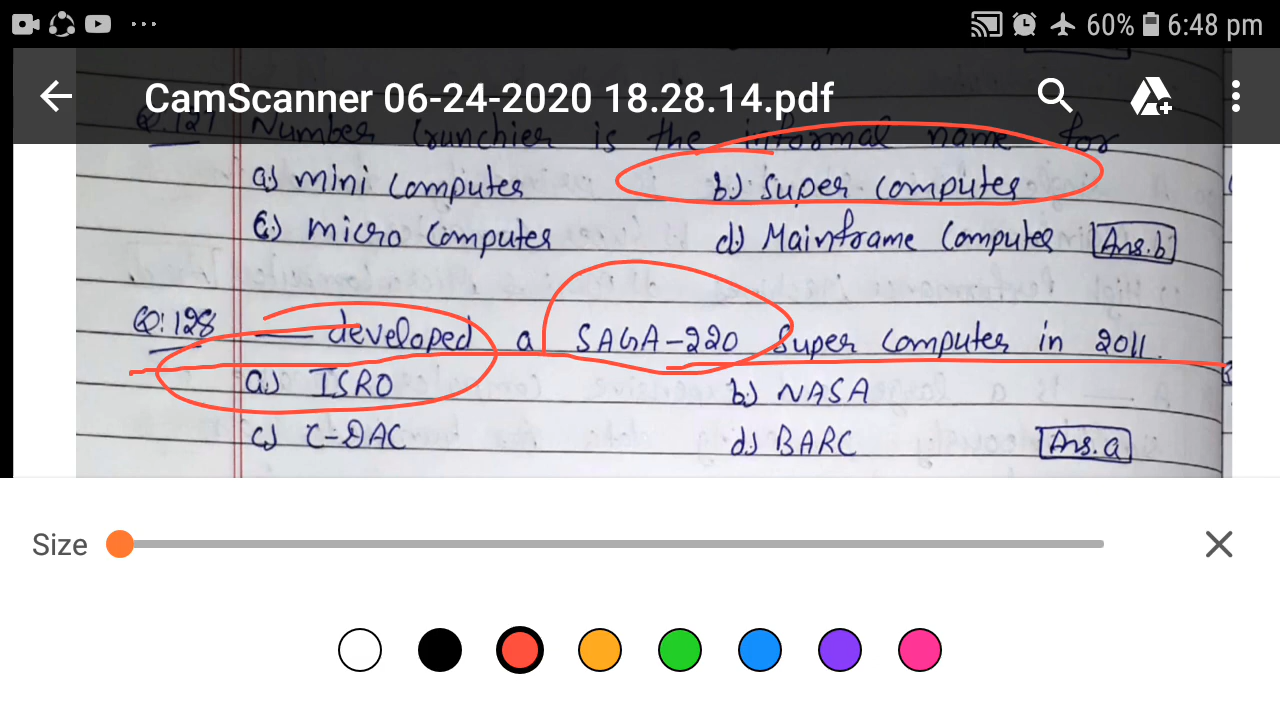 60% 6:48 pm
CamScanner 06-24-2020 18.28.14.pdf
Q.127 Number Crunchier is the informal name for
a.) mini Computer b.) Super Computer
c.) micro Computer d.) Mainframe Computer Ans.b
Q.128 —— developed a SAGA-220 Super Computer in 2011.
a.) ISRO b.) NASA
c.) C-DAC d.) BARC Ans.a
Size